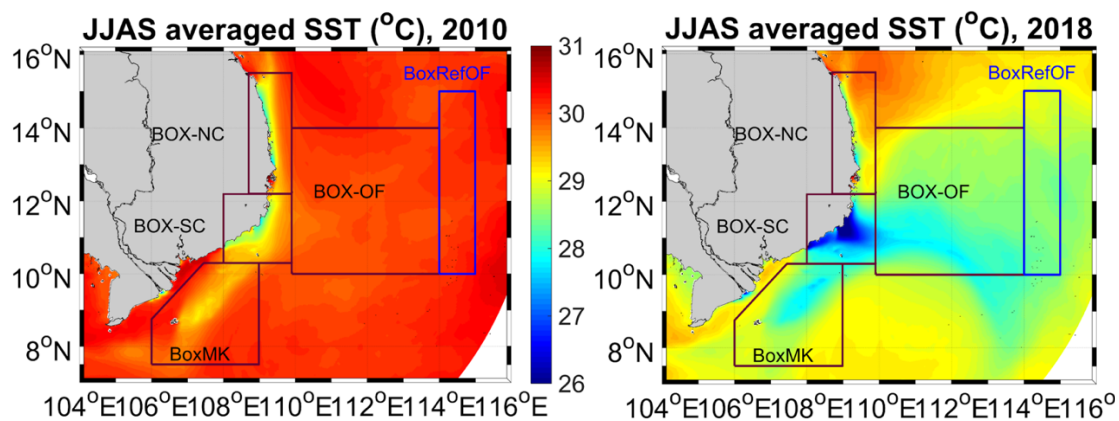 JJAS averaged SST (°C), 2010
16°N
14°N
12°N
10°N
8°N
104°E106°E108°E110°E112°E114°E116°E
BOX-NC
BOX-SC
BOX-OF
BoxMK
BoxRefOF
31
30
29
28
27
26
JJAS averaged SST (°C), 2018
16°N
14°N
12°N
10°N
8°N
104°E106°E108°E110°E112°E114°E116°E
BOX-NC
BOX-SC
BOX-OF
BoxMK
BoxRefOF